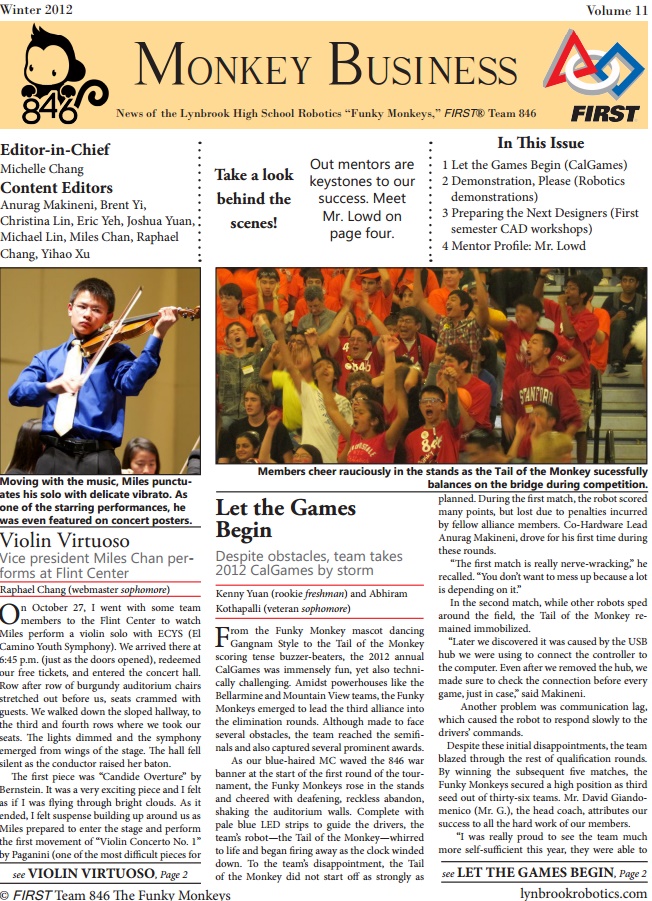 Winter 2012
Volume 11
846
MONKEY BUSINESS
FIRST
News of the Lynbrook High School Robotics “Funky Monkeys,” FIRST® Team 846
Editor-in-Chief
Michelle Chang
Content Editors
Anurag Makineni, Brent Yi,
Christina Lin, Eric Yeh, Joshua Yuan,
Michael Lin, Miles Chan, Raphael
Chang, Yihao Xu
Take a look
behind the
scenes!
Out mentors are
keystones to our
success. Meet
Mr. Lowd on
page four.
In This Issue
1 Let the Games Begin (CalGames)
2 Demonstration, Please (Robotics
demonstrations)
3 Preparing the Next Designers (First
semester CAD workshops)
4 Mentor Profile: Mr. Lowd
STANFORD
846
Moving with the music, Miles punctu-
ates his solo with delicate vibrato. As
one of the starring performances, he
was even featured on concert posters.
Violin Virtuoso
Vice president Miles Chan per-
forms at Flint Center
Raphael Chang (webmaster sophomore)
On October 27, I went with some team
members to the Flint Center to watch
Miles perform a violin solo with ECYS (El
Camino Youth Symphony). We arrived there at
6:45 p.m. (just as the doors opened), redeemed
our free tickets, and entered the concert hall.
Row after row of burgundy auditorium chairs
stretched out before us, seats crammed with
guests. We walked down the sloped hallway, to
the third and fourth rows where we took our
seats. The lights dimmed and the symphony
emerged from wings of the stage. The hall fell
silent as the conductor raised her baton.
The first piece was “Candide Overture” by
Bernstein. It was a very exciting piece and I felt
as if I was flying through bright clouds. As it
ended, I felt suspense building up around us as
Miles prepared to enter the stage and perform
the first movement of “Violin Concerto No. 1”
by Paganini (one of the most difficult pieces for
see VIOLIN VIRTUOSO, Page 2
Members cheer rauciously in the stands as the Tail of the Monkey sucessfully
balances on the bridge during competition.
Let the Games
Begin
Despite obstacles, team takes
2012 CalGames by storm
Kenny Yuan (rookie freshman) and Abhiram
Kothapalli (veteran sophomore)
From the Funky Monkey mascot dancing
Gangnam Style to the Tail of the Monkey
scoring tense buzzer-beaters, the 2012 annual
CalGames was immensely fun, yet also techni-
cally challenging. Amidst powerhouses like the
Bellarmine and Mountain View teams, the Funky
Monkeys emerged to lead the third alliance into
the elimination rounds. Although made to face
several obstacles, the team reached the semifi-
nals and also captured several prominent awards.
As our blue-haired MC waved the 846 war
banner at the start of the first round of the tour-
nament, the Funky Monkeys rose in the stands
and cheered with deafening, reckless abandon,
shaking the auditorium walls. Complete with
pale blue LED strips to guide the drivers, the
team’s robot—the Tail of the Monkey—whirred
to life and began firing away as the clock winded
down. To the team’s disappointment, the Tail
of the Monkey did not start off as strongly as
planned. During the first match, the robot scored
many points, but lost due to penalties incurred
by fellow alliance members. Co-Hardware Lead
Anurag Makineni, drove for his first time during
these rounds.
“The first match is really nerve-wracking,” he
recalled. “You don’t want to mess up because a lot
is depending on it.”
In the second match, while other robots sped
around the field, the Tail of the Monkey re-
mained immobilized.
“Later we discovered it was caused by the USB
hub we were using to connect the controller to
the computer. Even after we removed the hub, we
made sure to check the connection before every
game, just in case,” said Makineni.
Another problem was communication lag,
which caused the robot to respond slowly to the
drivers’ commands.
Despite these initial disappointments, the team
blazed through the rest of qualification rounds.
By winning the subsequent five matches, the
Funky Monkeys secured a high position as third
seed out of thirty-six teams. Mr. David Giando-
menico (Mr. G.), the head coach, attributes our
success to all the hard work of our members.
“I was really proud to see the team much
more self-sufficient this year, they were able to
see LET THE GAMES BEGIN, Page 2
© FIRST Team 846 The Funky Monkeys
lynbrookrobotics.com